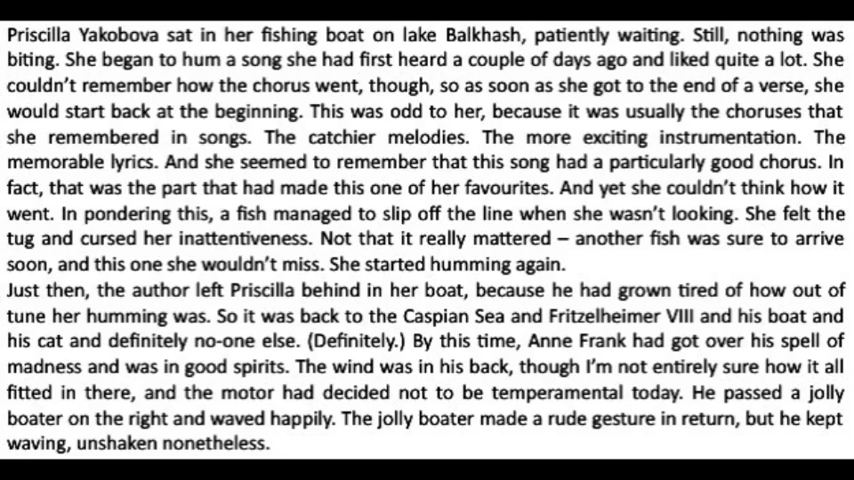 Priscilla Yakobova sat in her fishing boat on lake Balkhash, patiently waiting. Still, nothing was
biting. She began to hum a song she had first heard a couple of days ago and liked quite a lot. She
couldn’t remember how the chorus went, though, so as soon as she got to the end of a verse, she
would start back at the beginning. This was odd to her, because it was usually the choruses that
she remembered in songs. The catchier melodies. The more exciting instrumentation. The
memorable lyrics. And she seemed to remember that this song had a particularly good chorus. In
fact, that was the part that had made this one of her favourites. And yet she couldn’t think how it
went. In pondering this, a fish managed to slip off the line when she wasn’t looking. She felt the
tug and cursed her inattentiveness. Not that it really mattered – another fish was sure to arrive
soon, and this one she wouldn’t miss. She started humming again.
Just then, the author left Priscilla behind in her boat, because he had grown tired of how out of
tune her humming was. So it was back to the Caspian Sea and Fritzelheimer VIII and his boat and
his cat and definitely no-one else. (Definitely.) By this time, Anne Frank had got over his spell of
madness and was in good spirits. The wind was in his back, though I’m not entirely sure how it all
fitted in there, and the motor had decided not to be temperamental today. He passed a jolly
boater on the right and waved happily. The jolly boater made a rude gesture in return, but he kept
waving, unshaken nonetheless.